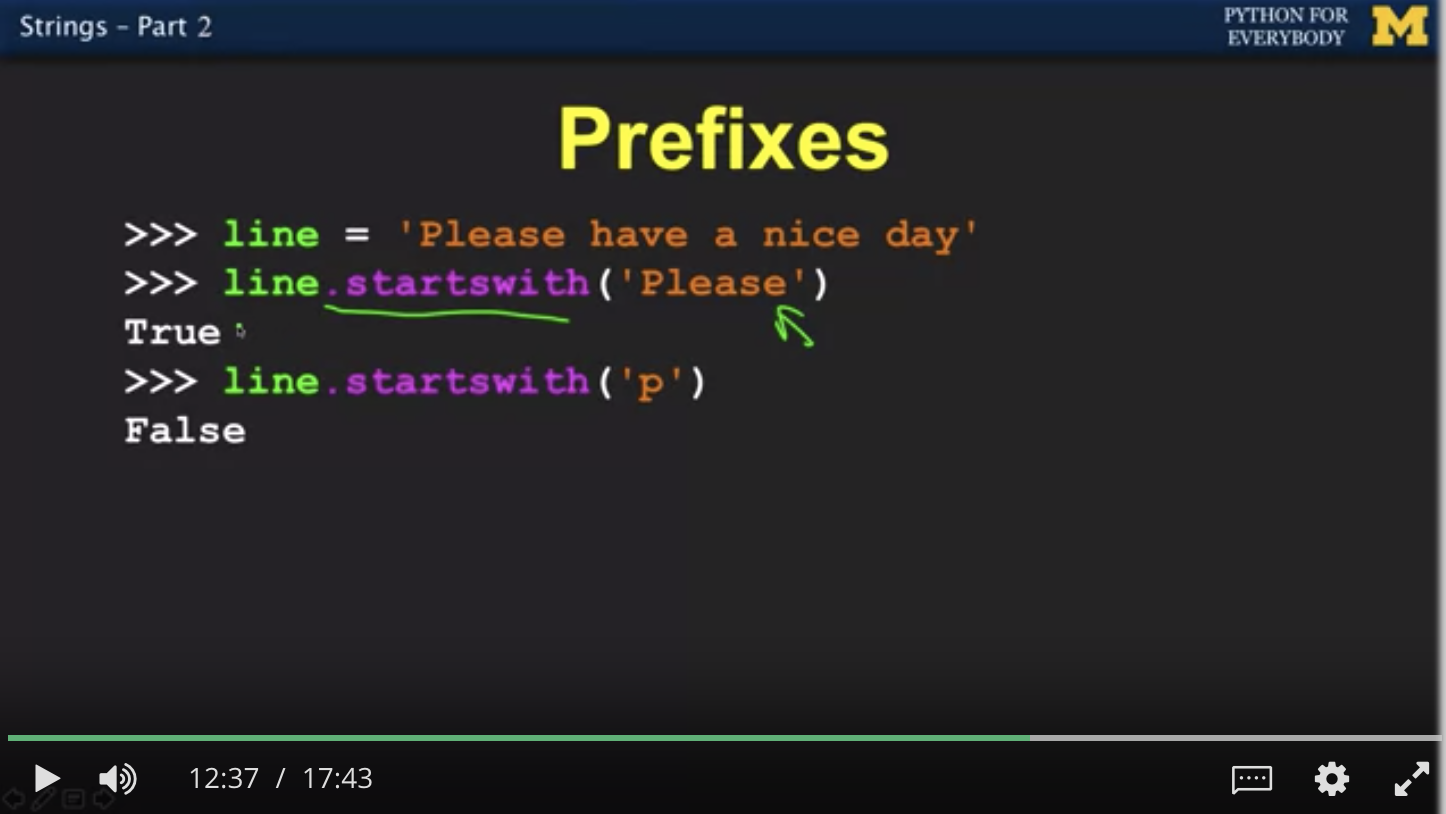 Strings – Part 2
PYTHON FOR
EVERYBODY
M
Prefixes
>>> line = 'Please have a nice day'
>>> line.startswith('Please')
True
>>> line.startswith('p')
False
12:37 / 17:43